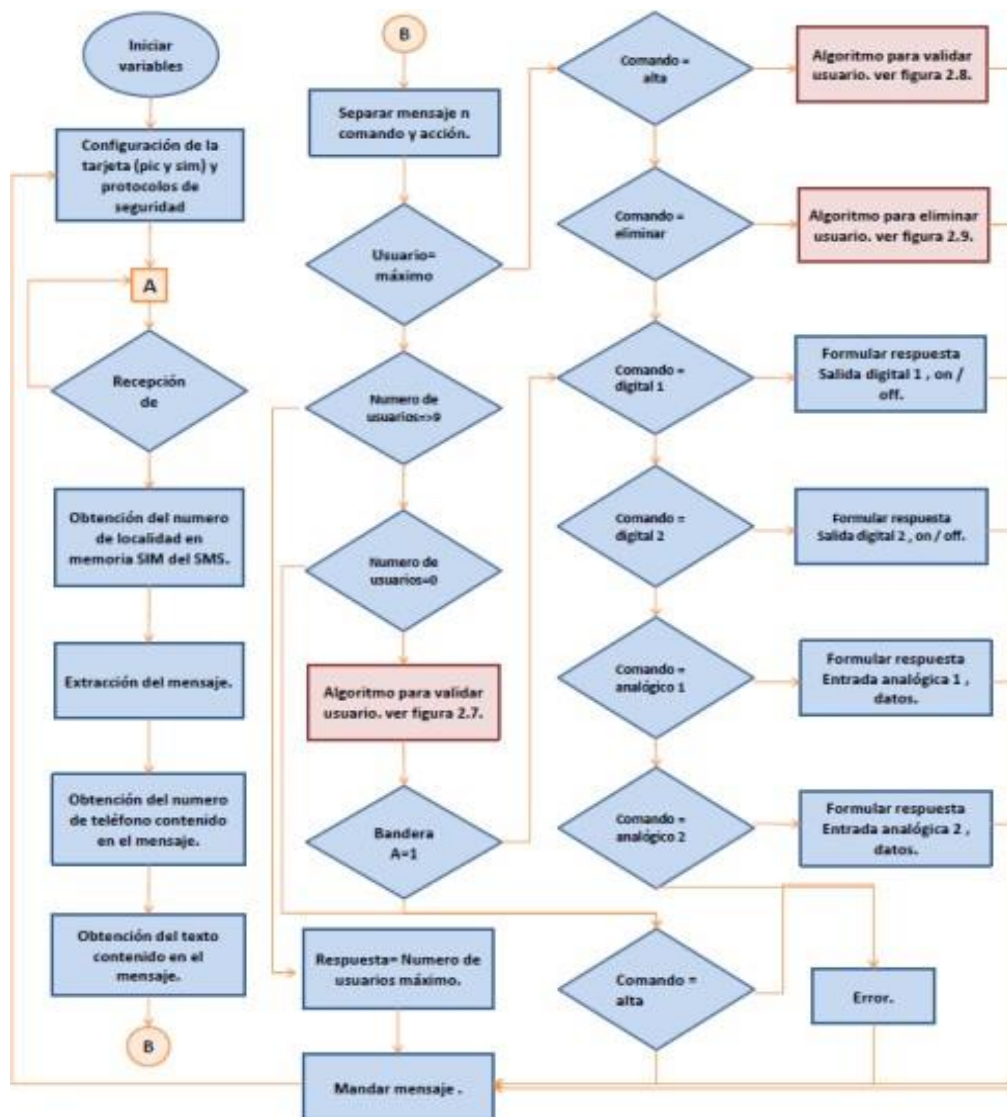 Iniciar
variables
Configuración de la
tarjeta (pic y sim) y
protocolos de
seguridad
A
Recepción
de
Obtención del numero
de localidad en
memoria SIM del SMS.
Extracción del mensaje.
Obtención del numero
de teléfono contenido
en el mensaje.
Obtención del texto
contenido en el
mensaje.
B
B
Separar mensaje n
comando y acción.
Usuario=
máximo
Numero de
usuarios=>9
Numero de
usuarios=0
Algoritmo para validar
usuario. ver figura 2.7.
Bandera
A=1
Respuesta= Numero de
usuarios máximo.
Mandar mensaje .
Comando =
alta
Comando =
eliminar
Comando =
digital 1
Comando =
digital 2
Comando =
analógico 1
Comando =
analógico 2
Comando =
alta
Algoritmo para validar
usuario. ver figura 2.8.
Algoritmo para eliminar
usuario. ver figura 2.9.
Formular respuesta
Salida digital 1 , on /
off.
Formular respuesta
Salida digital 2 , on / off.
Formular respuesta
Entrada analógica 1 ,
datos.
Formular respuesta
Entrada analógica 2 ,
datos.
Error.